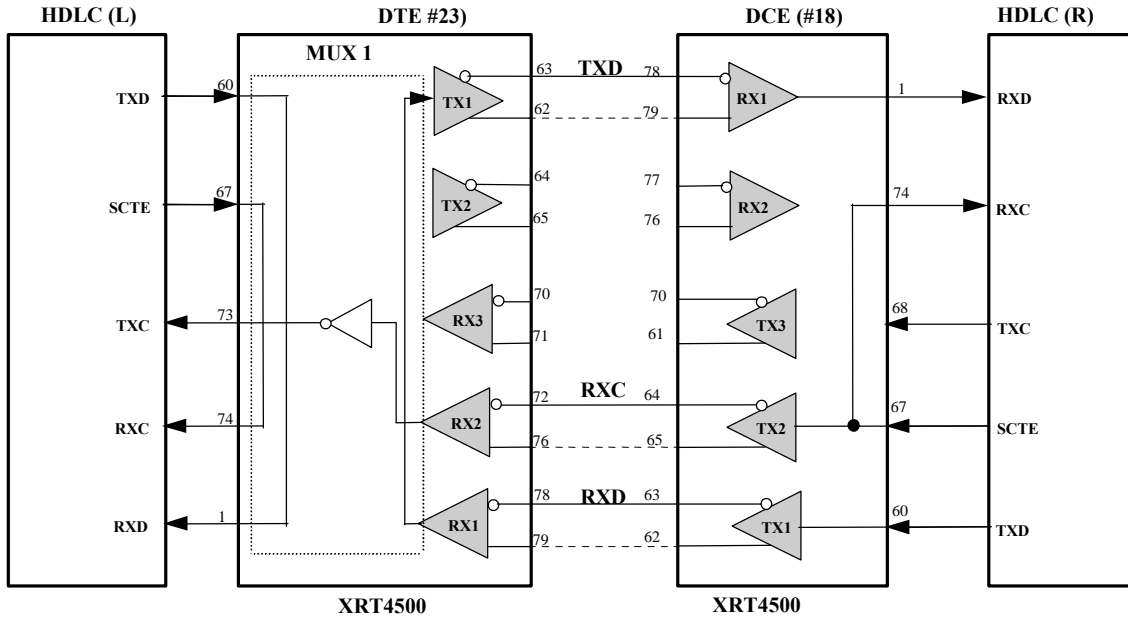 HDLC (L) DTE #23) DCE (#18) HDLC (R)
MUX 1
63 TXD 78
TXD 60 TX1 RX1 1 RXD
62 79
64 77
SCTE 67 TX2 RX2 74 RXC
65 76
70 70
TXC 73 RX3 TX3 68 TXC
71 61
72 RXC 64
RXC 74 RX2 TX2 67 SCTE
76 65
78 RXD 63
RXD 1 RX1 TX1 60 TXD
79 62
XRT4500 XRT4500